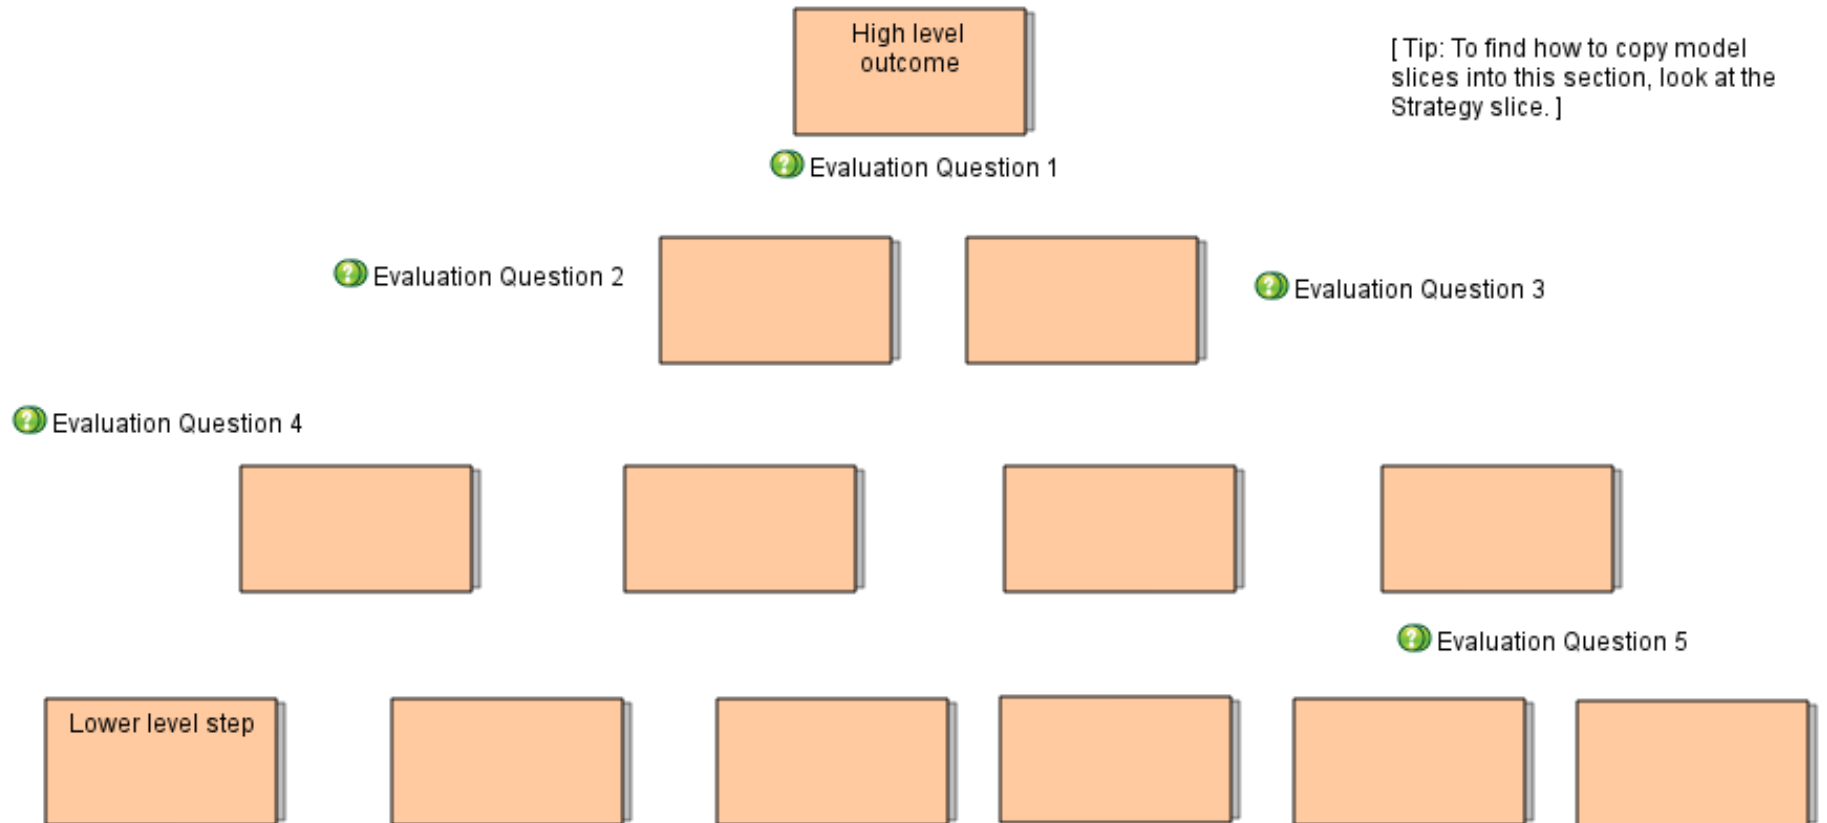 High level
outcome
[ Tip: To find how to copy model
slices into this section, look at the
Strategy slice. ]
Evaluation Question 1
Evaluation Question 2
Evaluation Question 3
Evaluation Question 4
Evaluation Question 5
Lower level step